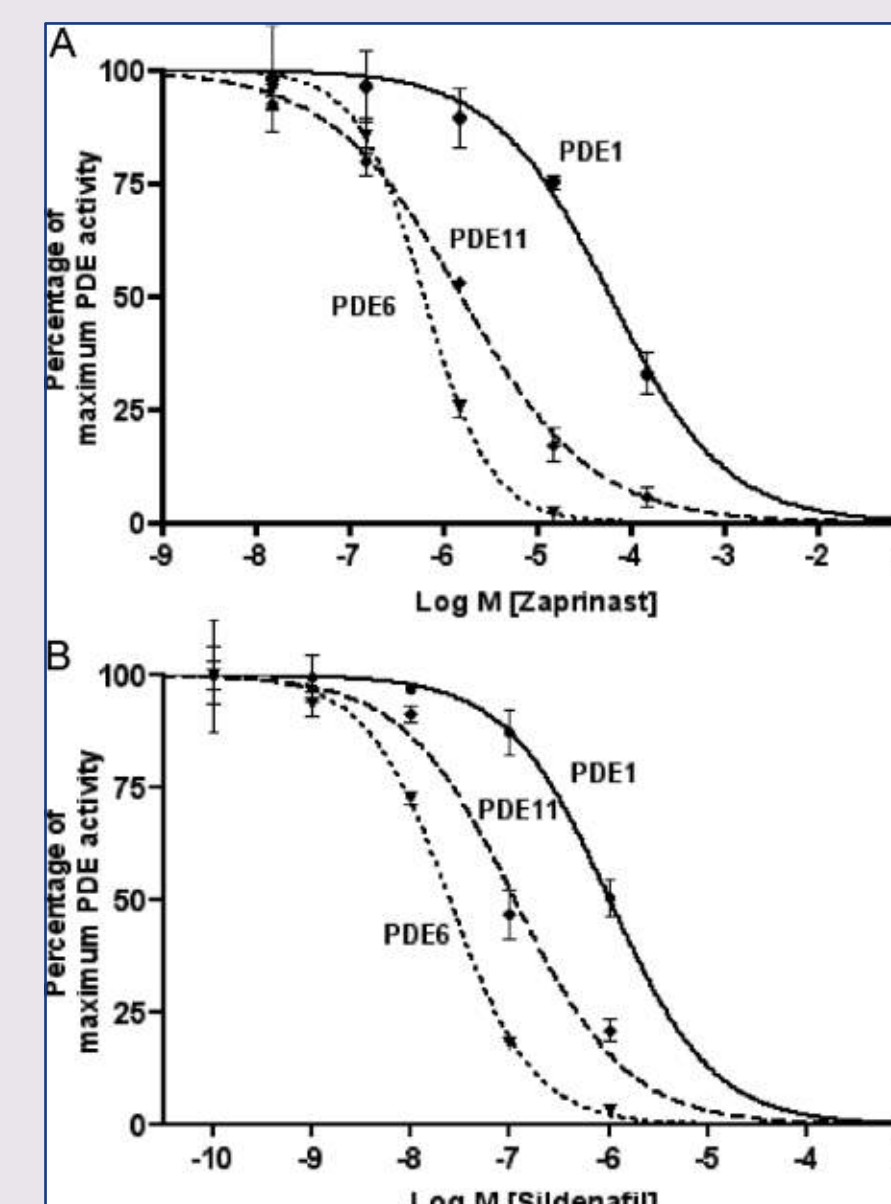 A
100
75
50
25
0
Percentage of
maximum PDE activity
PDE1
PDE11
PDE6
-9 -8 -7 -6 -5 -4 -3 -2
Log M [Zaprinast]
B
100
75
50
25
0
Percentage of
maximum PDE activity
PDE1
PDE11
PDE6
-10 -9 -8 -7 -6 -5 -4
Log M [Sildenafil]